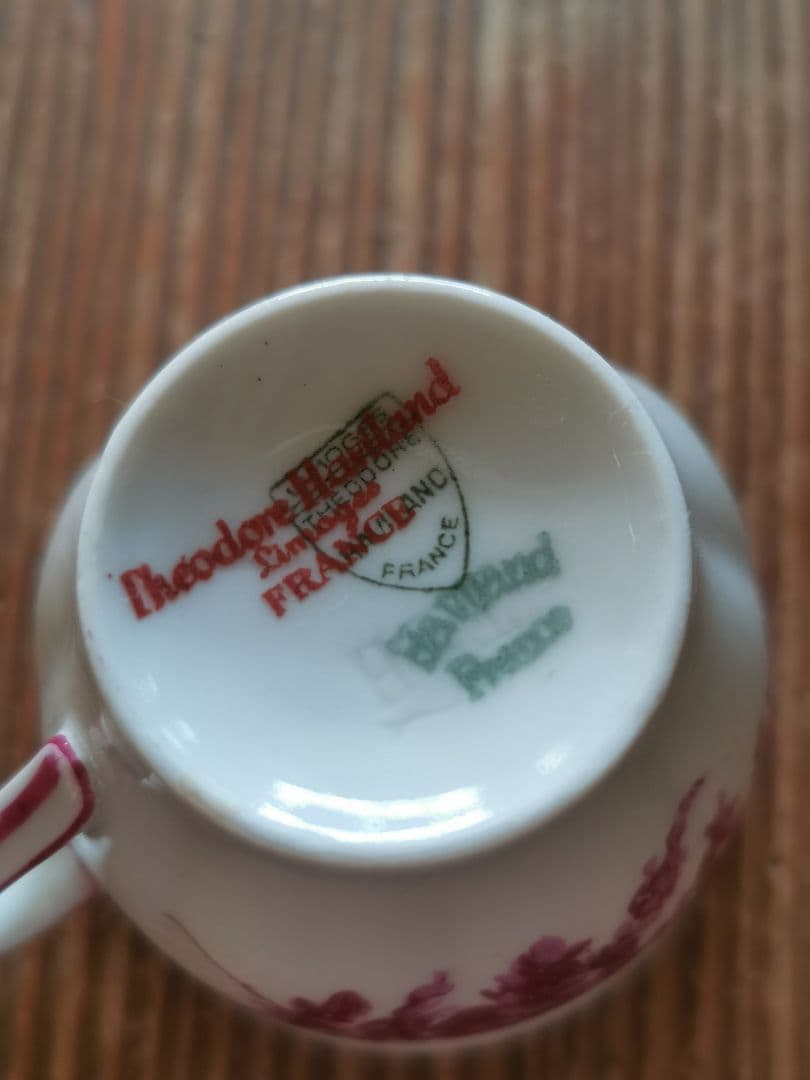 Théodore Haviland
Limoges
FRANCE
LIMOGES
THEODORE
HAVILAND
FRANCE
Haviland
France